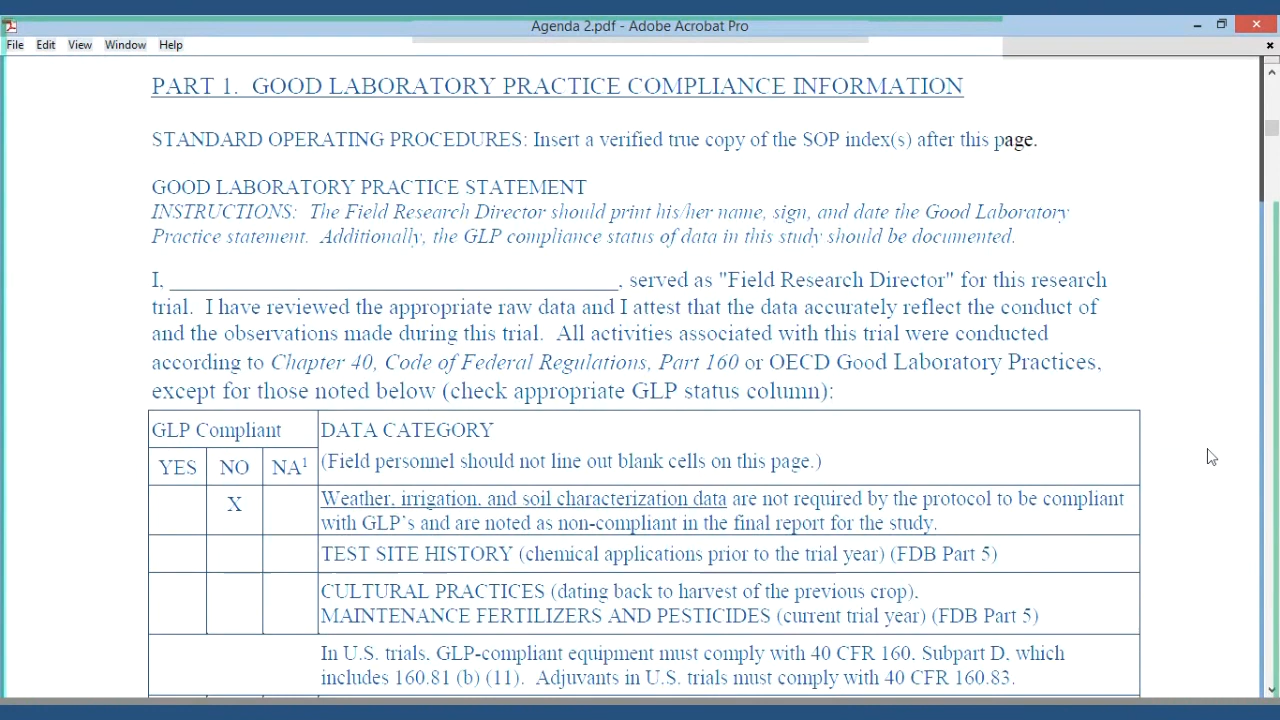 Agenda 2.pdf - Adobe Acrobat Pro
File Edit View Window Help
PART 1. GOOD LABORATORY PRACTICE COMPLIANCE INFORMATION
STANDARD OPERATING PROCEDURES: Insert a verified true copy of the SOP index(s) after this page.
GOOD LABORATORY PRACTICE STATEMENT
INSTRUCTIONS: The Field Research Director should print his/her name, sign, and date the Good Laboratory
Practice statement. Additionally, the GLP compliance status of data in this study should be documented.
I, ____________________________________, served as "Field Research Director" for this research
trial. I have reviewed the appropriate raw data and I attest that the data accurately reflect the conduct of
and the observations made during this trial. All activities associated with this trial were conducted
according to Chapter 40, Code of Federal Regulations, Part 160 or OECD Good Laboratory Practices,
except for those noted below (check appropriate GLP status column):
GLP Compliant
DATA CATEGORY
YES NO NA1
(Field personnel should not line out blank cells on this page.)
X
Weather, irrigation, and soil characterization data are not required by the protocol to be compliant
with GLP's and are noted as non-compliant in the final report for the study.
TEST SITE HISTORY (chemical applications prior to the trial year) (FDB Part 5)
CULTURAL PRACTICES (dating back to harvest of the previous crop),
MAINTENANCE FERTILIZERS AND PESTICIDES (current trial year) (FDB Part 5)
In U.S. trials, GLP-compliant equipment must comply with 40 CFR 160, Subpart D, which
includes 160.81 (b) (11). Adjuvants in U.S. trials must comply with 40 CFR 160.83.